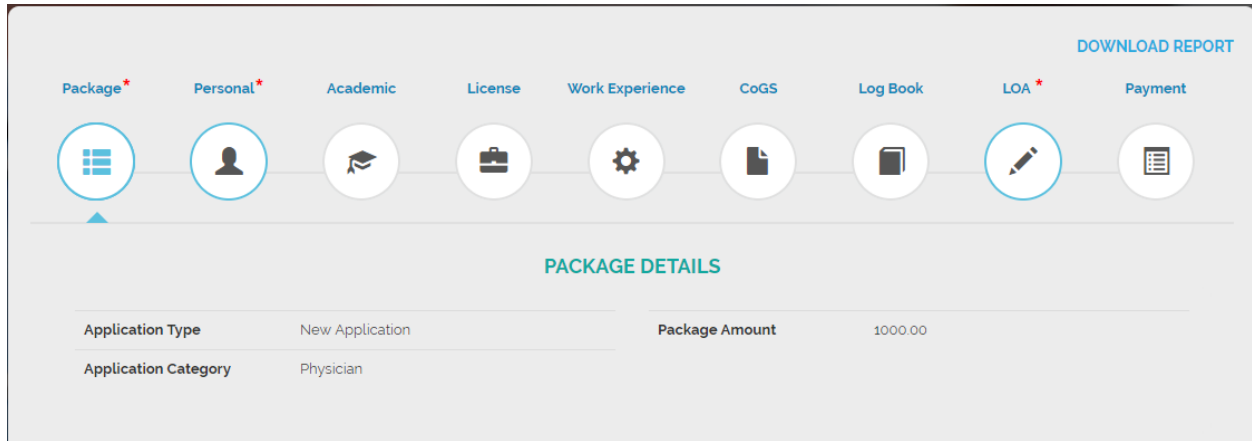 DOWNLOAD REPORT
Package* Personal* Academic License Work Experience CoGS Log Book LOA * Payment
PACKAGE DETAILS
Application Type New Application Package Amount 1000.00
Application Category Physician